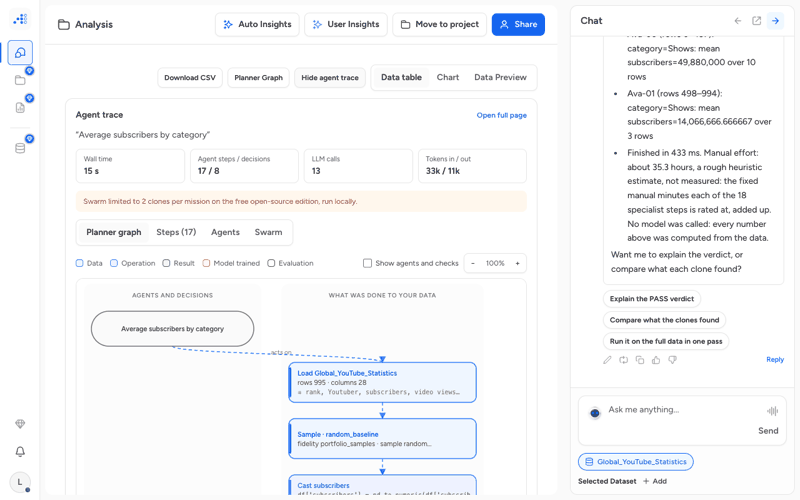 Analysis
Auto Insights
User Insights
Move to project
Share
Download CSV
Planner Graph
Hide agent trace
Data table
Chart
Data Preview
Agent trace
Open full page
"Average subscribers by category"
Wall time
15 s
Agent steps / decisions
17 / 8
LLM calls
13
Tokens in / out
33k / 11k
Swarm limited to 2 clones per mission on the free open-source edition, run locally.
Planner graph
Steps (17)
Agents
Swarm
Data
Operation
Result
Model trained
Evaluation
Show agents and checks
− 100% +
AGENTS AND DECISIONS
WHAT WAS DONE TO YOUR DATA
Average subscribers by category
acts on
Load Global_YouTube_Statistics
rows 995 · columns 28
× rank, Youtuber, subscribers, video views…
Sample · random_baseline
fidelity portfolio_samples · sample random…
Cast subscribers
L
Chat
category=Shows: mean
subscribers=49,880,000 over 10
rows
• Ava-01 (rows 498–994):
category=Shows: mean
subscribers=14,066,666.666667 over
3 rows
• Finished in 433 ms. Manual effort:
about 35.3 hours, a rough heuristic
estimate, not measured: the fixed
manual minutes each of the 18
specialist steps is rated at, added up.
No model was called: every number
above was computed from the data.
Want me to explain the verdict, or
compare what each clone found?
Explain the PASS verdict
Compare what the clones found
Run it on the full data in one pass
Reply
Ask me anything...
Send
Global_YouTube_Statistics
Selected Dataset
+ Add